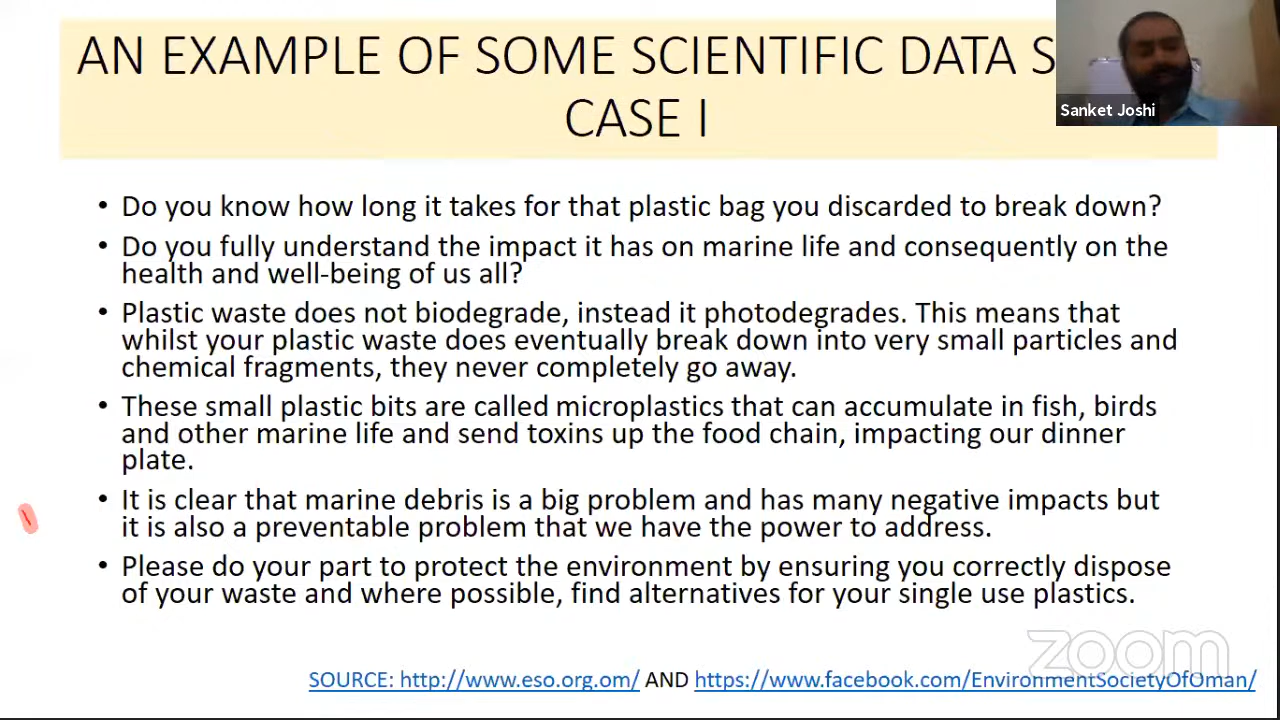 AN EXAMPLE OF SOME SCIENTIFIC DATA
CASE I
Sanket Joshi
• Do you know how long it takes for that plastic bag you discarded to break down?
• Do you fully understand the impact it has on marine life and consequently on the
health and well-being of us all?
• Plastic waste does not biodegrade, instead it photodegrades. This means that
whilst your plastic waste does eventually break down into very small particles and
chemical fragments, they never completely go away.
• These small plastic bits are called microplastics that can accumulate in fish, birds
and other marine life and send toxins up the food chain, impacting our dinner
plate.
• It is clear that marine debris is a big problem and has many negative impacts but
it is also a preventable problem that we have the power to address.
• Please do your part to protect the environment by ensuring you correctly dispose
of your waste and where possible, find alternatives for your single use plastics.
zoom
SOURCE: http://www.eso.org.om/ AND https://www.facebook.com/EnvironmentSocietyOfOman/